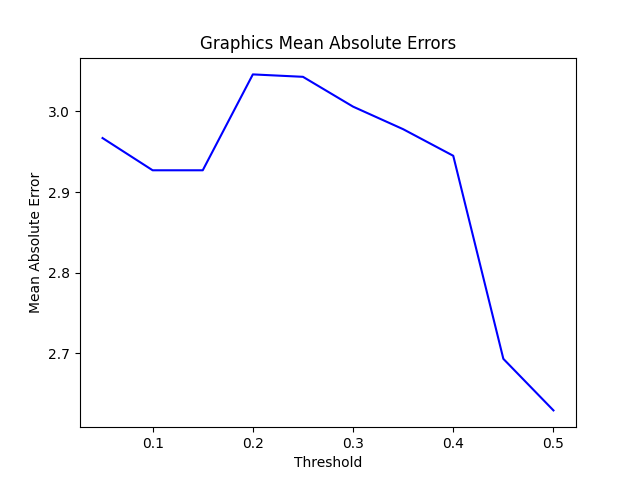 Graphics Mean Absolute Errors
3.0
2.9
2.8
2.7
Mean Absolute Error
0.1 0.2 0.3 0.4 0.5
Threshold